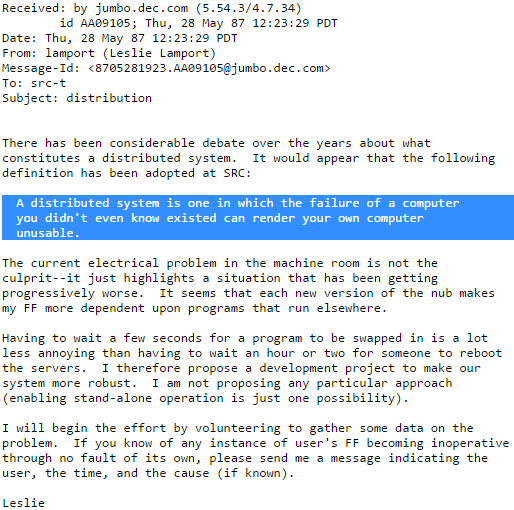 Received: by jumbo.dec.com (5.54.3/4.7.34)
id AA09105; Thu, 28 May 87 12:23:29 PDT
Date: Thu, 28 May 87 12:23:29 PDT
From: lamport (Leslie Lamport)
Message-Id: <8705281923.AA09105@jumbo.dec.com>
To: src-t
Subject: distribution
There has been considerable debate over the years about what
constitutes a distributed system.  It would appear that the following
definition has been adopted at SRC:
A distributed system is one in which the failure of a computer
you didn't even know existed can render your own computer
unusable.
The current electrical problem in the machine room is not the
culprit--it just highlights a situation that has been getting
progressively worse.  It seems that each new version of the nub makes
my FF more dependent upon programs that run elsewhere.
Having to wait a few seconds for a program to be swapped in is a lot
less annoying than having to wait an hour or two for someone to reboot
the servers.  I therefore propose a development project to make our
system more robust.  I am not proposing any particular approach
(enabling stand-alone operation is just one possibility).
I will begin the effort by volunteering to gather some data on the
problem.  If you know of any instance of user's FF becoming inoperative
through no fault of its own, please send me a message indicating the
user, the time, and the cause (if known).
Leslie